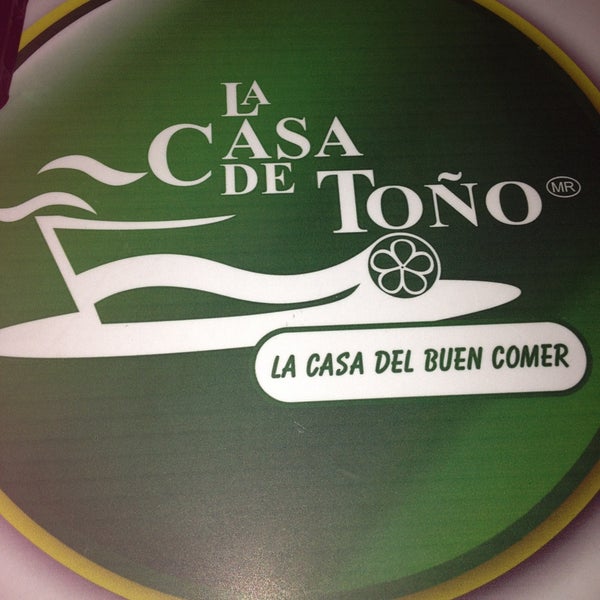 LA
CASA
DE TOÑO MR
LA CASA DEL BUEN COMER